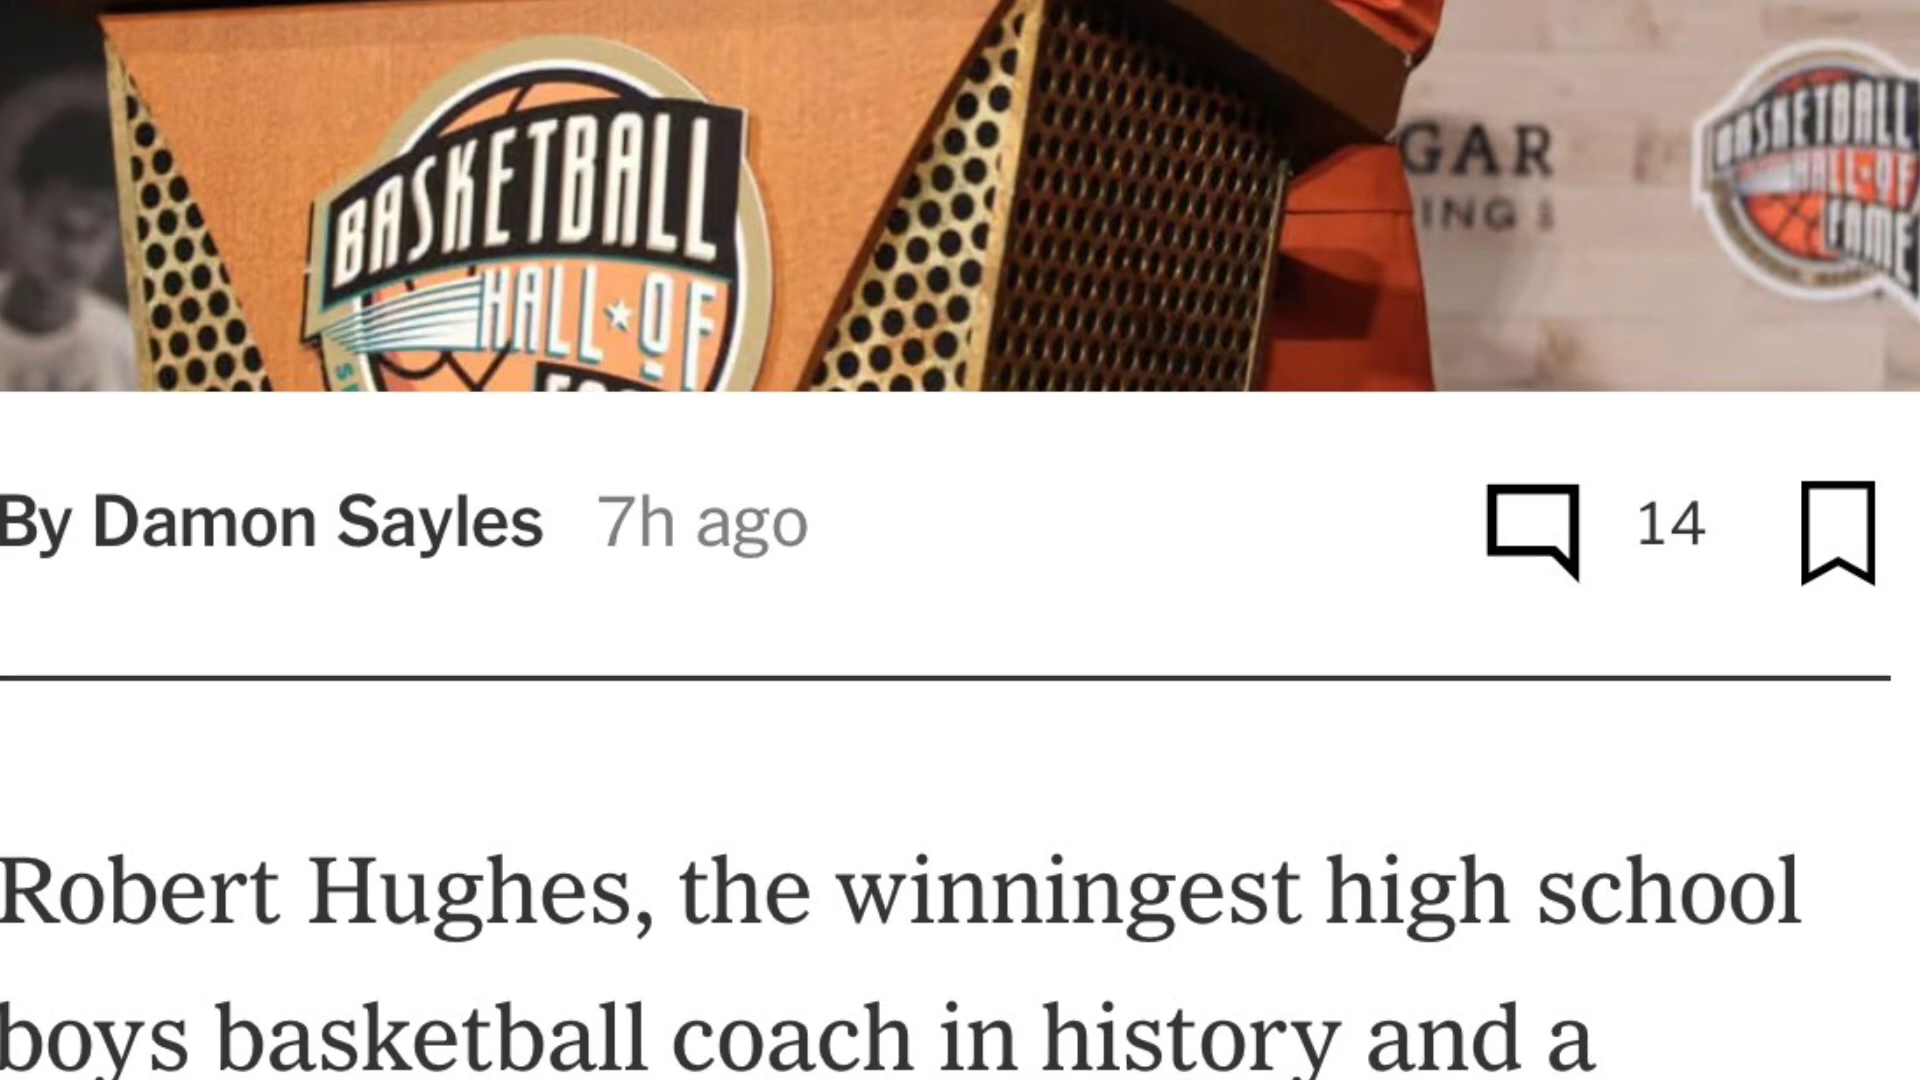 BASKETBALL
HALL OF
GAR
ING
BASKETBALL
HALL OF
FAME
By Damon Sayles 7h ago
14
Robert Hughes, the winningest high school
boys basketball coach in history and a